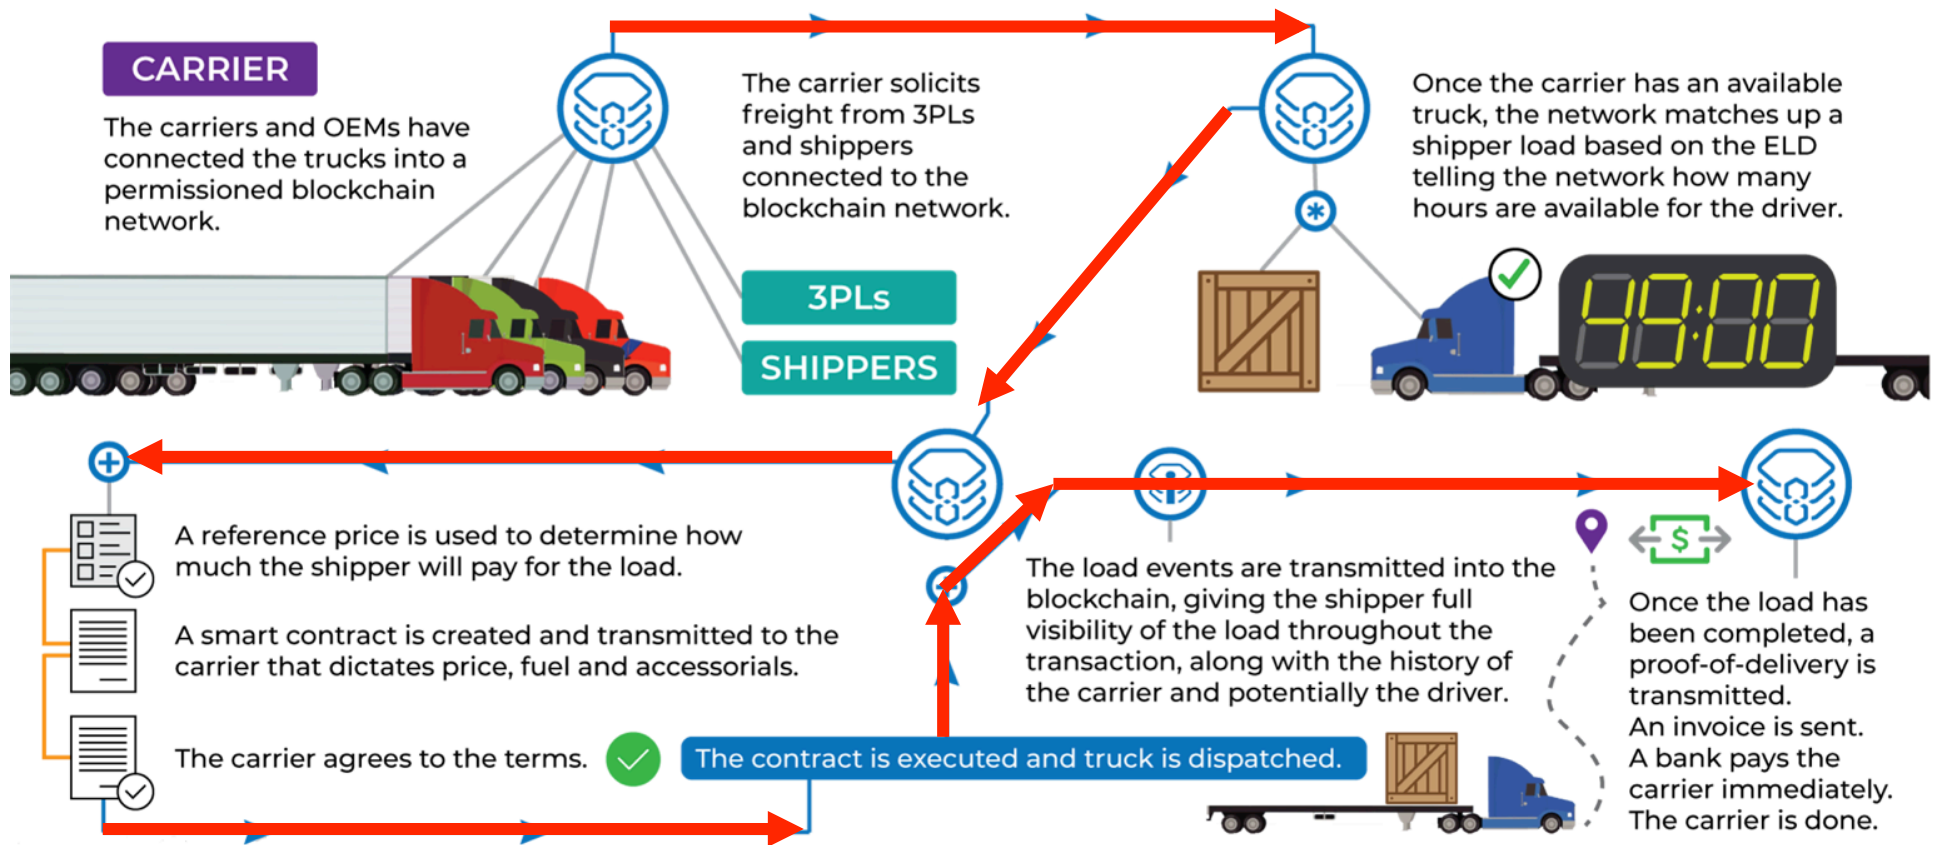 CARRIER
The carriers and OEMs have
connected the trucks into a
permissioned blockchain
network.
The carrier solicits
freight from 3PLs
and shippers
connected to the
blockchain network.
3PLs
SHIPPERS
Once the carrier has an available
truck, the network matches up a
shipper load based on the ELD
telling the network how many
hours are available for the driver.
49:00
A reference price is used to determine how
much the shipper will pay for the load.
A smart contract is created and transmitted to the
carrier that dictates price, fuel and accessorials.
The carrier agrees to the terms.
The contract is executed and truck is dispatched.
The load events are transmitted into the
blockchain, giving the shipper full
visibility of the load throughout the
transaction, along with the history of
the carrier and potentially the driver.
$
Once the load has
been completed, a
proof-of-delivery is
transmitted.
An invoice is sent.
A bank pays the
carrier immediately.
The carrier is done.